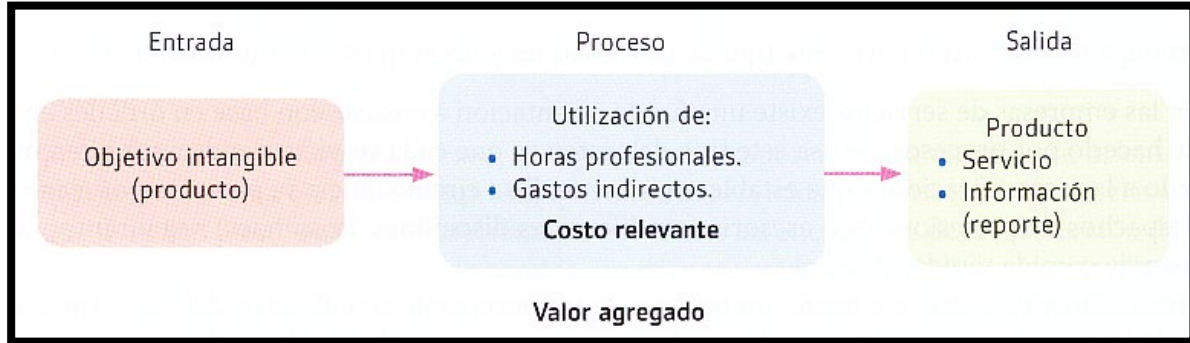 Entrada
Proceso
Salida
Objetivo intangible
(producto)
Utilización de:
• Horas profesionales.
• Gastos indirectos.
Costo relevante
Producto
• Servicio
• Información
(reporte)
Valor agregado